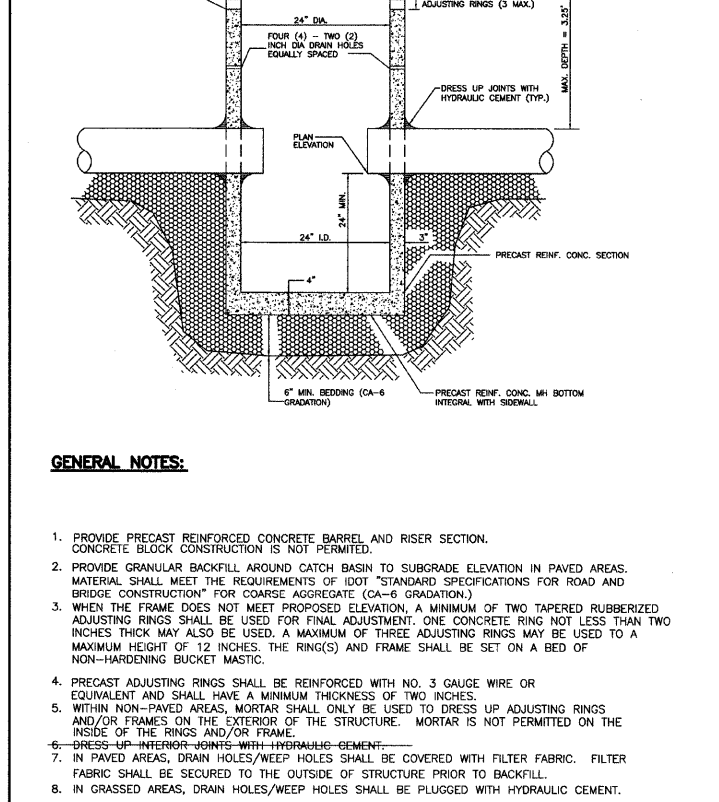 ADJUSTING RINGS (3 MAX.)
24" DIA.
FOUR (4) - TWO (2)
INCH DIA DRAIN HOLES
EQUALLY SPACED
MAX. DEPTH = 3.25'
DRESS UP JOINTS WITH
HYDRAULIC CEMENT (TYP.)
PLAN
ELEVATION
24" MIN.
24" I.D.
3"
PRECAST REINF. CONC. SECTION
4"
6" MIN. BEDDING (CA-6
GRADATION)
PRECAST REINF. CONC. MH BOTTOM
INTEGRAL WITH SIDEWALL
GENERAL NOTES:
1. PROVIDE PRECAST REINFORCED CONCRETE BARREL AND RISER SECTION.
CONCRETE BLOCK CONSTRUCTION IS NOT PERMITED.
2. PROVIDE GRANULAR BACKFILL AROUND CATCH BASIN TO SUBGRADE ELEVATION IN PAVED AREAS.
MATERIAL SHALL MEET THE REQUIREMENTS OF IDOT "STANDARD SPECIFICATIONS FOR ROAD AND
BRIDGE CONSTRUCTION" FOR COARSE AGGREGATE (CA-6 GRADATION.)
3. WHEN THE FRAME DOES NOT MEET PROPOSED ELEVATION, A MINIMUM OF TWO TAPERED RUBBERIZED
ADJUSTING RINGS SHALL BE USED FOR FINAL ADJUSTMENT. ONE CONCRETE RING NOT LESS THAN TWO
INCHES THICK MAY ALSO BE USED. A MAXIMUM OF THREE ADJUSTING RINGS MAY BE USED TO A
MAXIMUM HEIGHT OF 12 INCHES. THE RING(S) AND FRAME SHALL BE SET ON A BED OF
NON-HARDENING BUCKET MASTIC.
4. PRECAST ADJUSTING RINGS SHALL BE REINFORCED WITH NO. 3 GAUGE WIRE OR
EQUIVALENT AND SHALL HAVE A MINIMUM THICKNESS OF TWO INCHES.
5. WITHIN NON-PAVED AREAS, MORTAR SHALL ONLY BE USED TO DRESS UP ADJUSTING RINGS
AND/OR FRAMES ON THE EXTERIOR OF THE STRUCTURE. MORTAR IS NOT PERMITTED ON THE
INSIDE OF THE RINGS AND/OR FRAME.
6. DRESS UP INTERIOR JOINTS WITH HYDRAULIC CEMENT.
7. IN PAVED AREAS, DRAIN HOLES/WEEP HOLES SHALL BE COVERED WITH FILTER FABRIC. FILTER
FABRIC SHALL BE SECURED TO THE OUTSIDE OF STRUCTURE PRIOR TO BACKFILL.
8. IN GRASSED AREAS, DRAIN HOLES/WEEP HOLES SHALL BE PLUGGED WITH HYDRAULIC CEMENT.